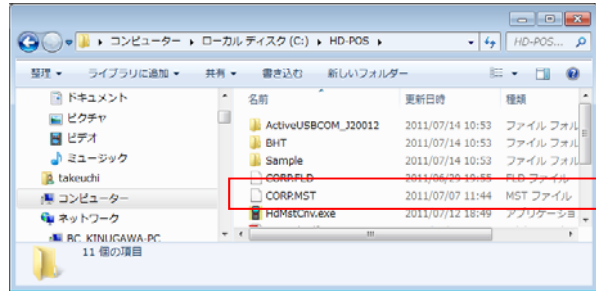 コンピューター ▸ ローカル ディスク (C:) ▸ HD-POS ▸
HD-POS...
整理 ▼ ライブラリに追加 ▼ 共有 ▼ 書き込む 新しいフォルダー
ドキュメント
ピクチャ
ビデオ
ミュージック
takeuchi
コンピューター
ネットワーク
BC_KINUGAWA-PC
名前 更新日時 種類
ActiveUSBCOM_J20012 2011/07/14 10:53 ファイル フォル
BHT 2011/07/14 10:53 ファイル フォル
Sample 2011/07/14 10:53 ファイル フォル
CORP.FLD 2011/06/29 19:55 FLD ファイル
CORP.MST 2011/07/07 11:44 MST ファイル
HdMstCnv.exe 2011/07/12 18:49 アプリケーショ
11 個の項目